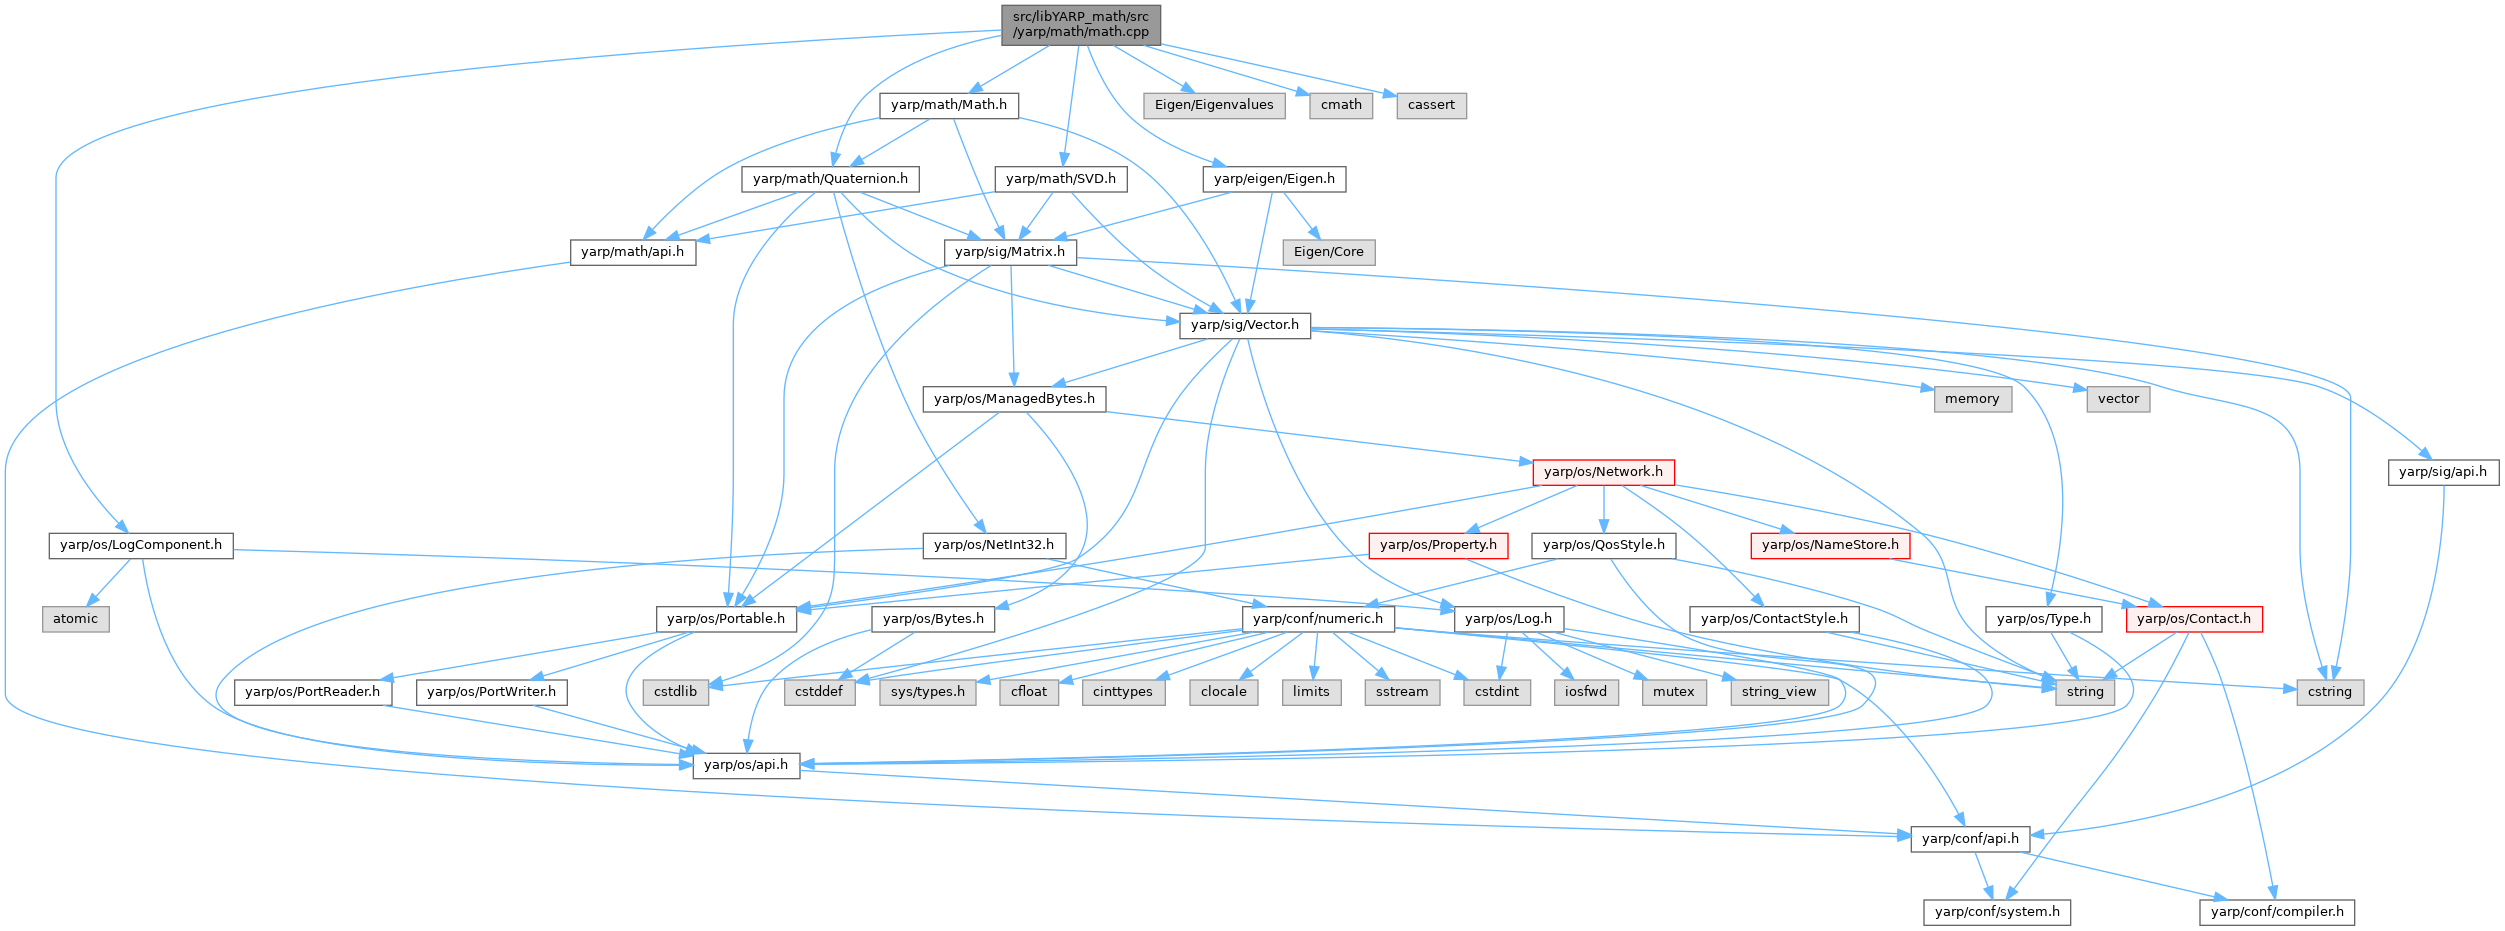 src/libYARP_math/src
/yarp/math/math.cpp
yarp/math/Math.h
Eigen/Eigenvalues
cmath
cassert
yarp/math/Quaternion.h
yarp/math/SVD.h
yarp/eigen/Eigen.h
yarp/math/api.h
yarp/sig/Matrix.h
Eigen/Core
yarp/sig/Vector.h
yarp/os/ManagedBytes.h
memory
vector
yarp/os/Network.h
yarp/sig/api.h
yarp/os/LogComponent.h
yarp/os/NetInt32.h
yarp/os/Property.h
yarp/os/QosStyle.h
yarp/os/NameStore.h
atomic
yarp/os/Portable.h
yarp/os/Bytes.h
yarp/conf/numeric.h
yarp/os/Log.h
yarp/os/ContactStyle.h
yarp/os/Type.h
yarp/os/Contact.h
yarp/os/PortReader.h
yarp/os/PortWriter.h
cstdlib
cstddef
sys/types.h
cfloat
cinttypes
clocale
limits
sstream
cstdint
iosfwd
mutex
string_view
string
cstring
yarp/os/api.h
yarp/conf/api.h
yarp/conf/system.h
yarp/conf/compiler.h